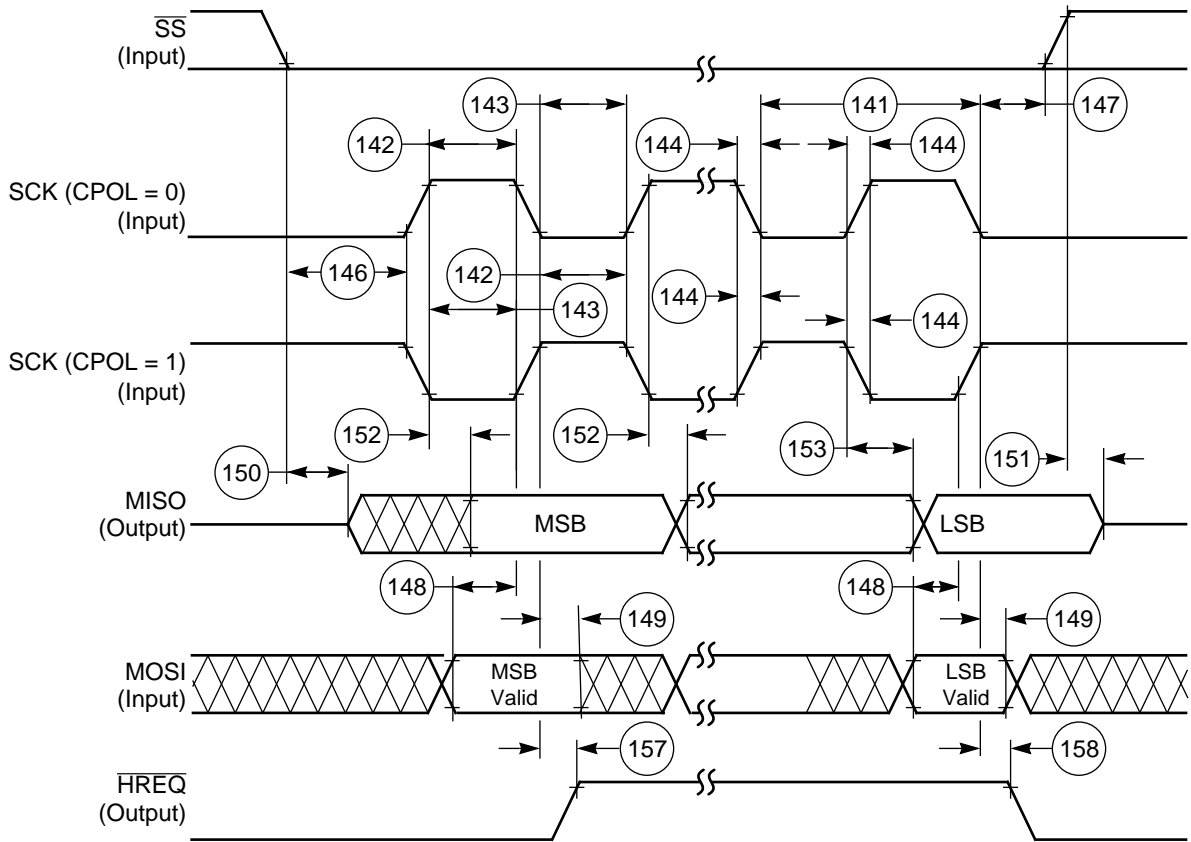 SS
(Input)
143
141
147
142
144
144
SCK (CPOL = 0)
(Input)
146
142
144
143
144
SCK (CPOL = 1)
(Input)
152
152
153
151
150
MISO
(Output)
MSB
LSB
148
148
149
149
MOSI
(Input)
MSB
Valid
LSB
Valid
157
158
HREQ
(Output)